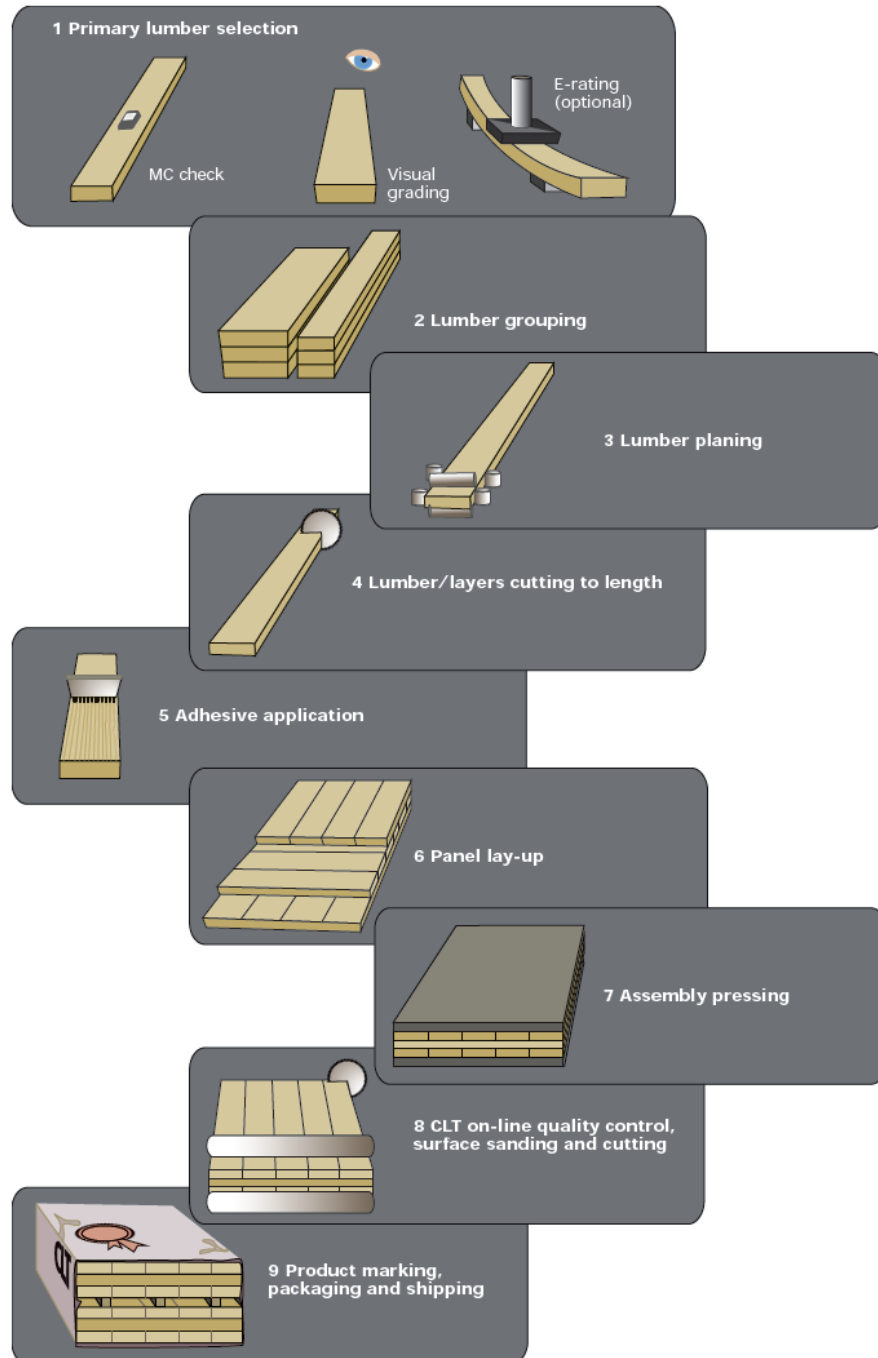 1 Primary lumber selection
MC check
Visual
grading
E-rating
(optional)
2 Lumber grouping
3 Lumber planing
4 Lumber/layers cutting to length
5 Adhesive application
6 Panel lay-up
7 Assembly pressing
8 CLT on-line quality control,
surface sanding and cutting
CLT
9 Product marking,
packaging and shipping